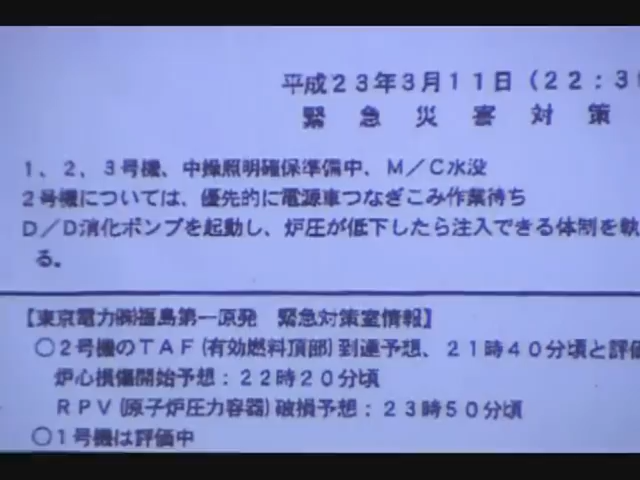 平成23年3月11日(22:3
緊急災害対策
1、2、3号機、中操照明確保準備中、M/C水没
2号機については、優先的に電源車つなぎこみ作業待ち
D/D消化ポンプを起動し、炉圧が低下したら注入できる体制を執
る。
【東京電力㈱福島第一原発 緊急対策室情報】
○2号機のTAF(有効燃料頂部)到達予想、21時40分頃と評価
炉心損傷開始予想:22時20分頃
RPV(原子炉圧力容器)破損予想:23時50分頃
○1号機は評価中